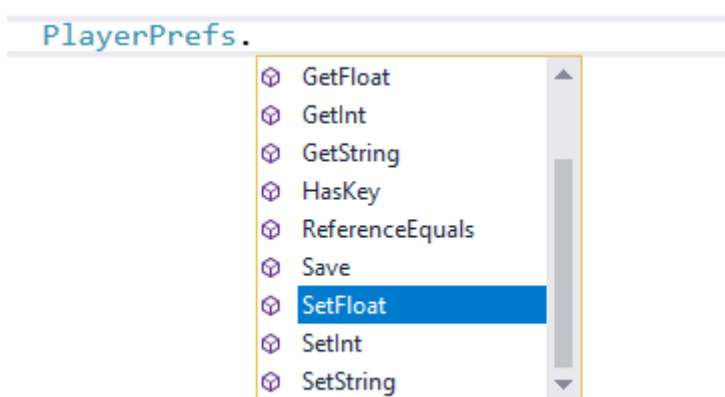 PlayerPrefs.
GetFloat
GetInt
GetString
HasKey
ReferenceEquals
Save
SetFloat
SetInt
SetString